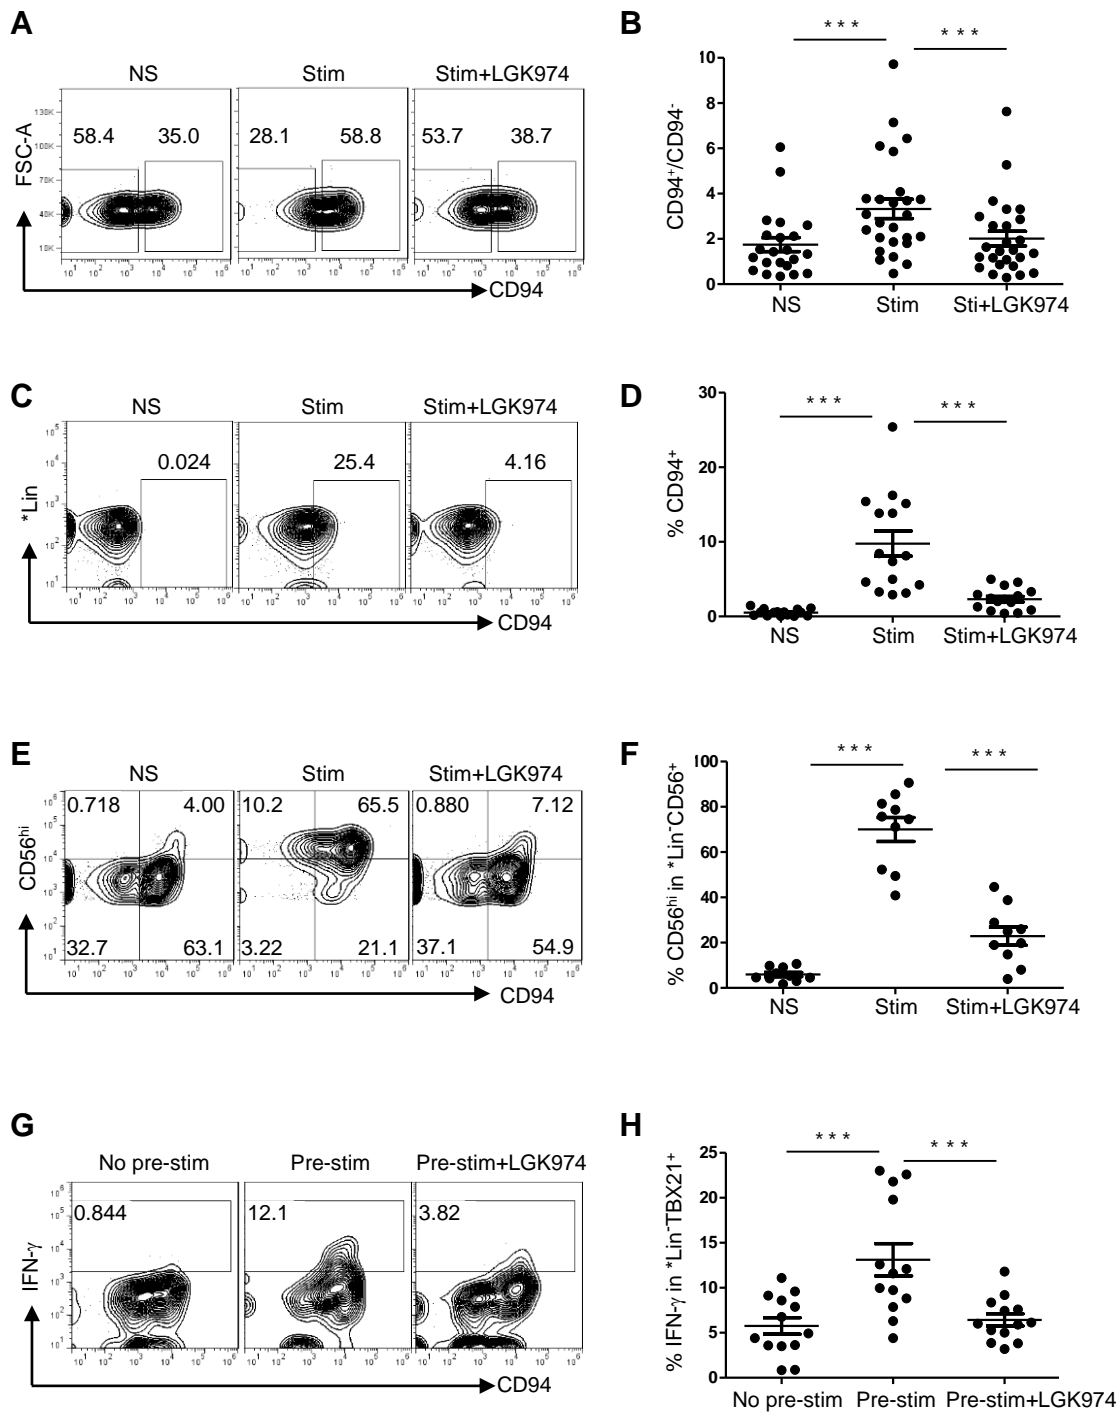 A
NS Stim Stim+LGK974
FSC-A
58.4 35.0 28.1 58.8 53.7 38.7
CD94
B
* * * * * *
CD94+/CD94-
10
8
6
4
2
0
NS Stim Sti+LGK974
C
NS Stim Stim+LGK974
*Lin
0.024 25.4 4.16
CD94
D
* * * * * *
% CD94+
30
20
10
0
NS Stim Stim+LGK974
E
NS Stim Stim+LGK974
CD56hi
0.718 4.00 10.2 65.5 0.880 7.12
32.7 63.1 3.22 21.1 37.1 54.9
CD94
F
* * * * * *
% CD56hi in *Lin-CD56+
100
80
60
40
20
0
NS Stim Stim+LGK974
G
No pre-stim Pre-stim Pre-stim+LGK974
IFN-γ
0.844 12.1 3.82
CD94
H
* * * * * *
% IFN-γ in *Lin-TBX21+
25
20
15
10
5
0
No pre-stim Pre-stim Pre-stim+LGK974